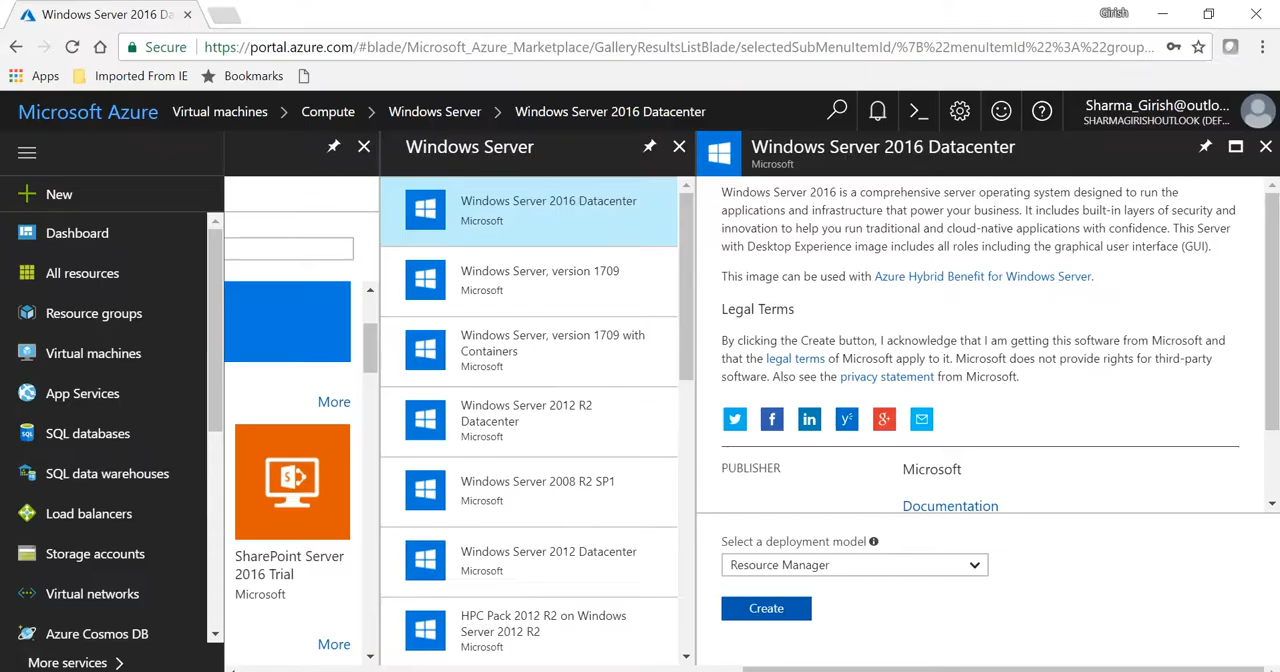 Windows Server 2016 Da
Girish
Secure
https://portal.azure.com/#blade/Microsoft_Azure_Marketplace/GalleryResultsListBlade/selectedSubMenuItemId/%7B%22menuItemId%22%3A%22group...
Apps
Imported From IE
Bookmarks
Microsoft Azure Virtual machines > Compute > Windows Server > Windows Server 2016 Datacenter
Sharma_Girish@outlo...
SHARMAGIRISHOUTLOOK (DEF...
New
Dashboard
All resources
Resource groups
Virtual machines
App Services
SQL databases
SQL data warehouses
Load balancers
Storage accounts
Virtual networks
Azure Cosmos DB
More services >
More
SharePoint Server
2016 Trial
Microsoft
More
Windows Server
Windows Server 2016 Datacenter
Microsoft
Windows Server, version 1709
Microsoft
Windows Server, version 1709 with
Containers
Microsoft
Windows Server 2012 R2
Datacenter
Microsoft
Windows Server 2008 R2 SP1
Microsoft
Windows Server 2012 Datacenter
Microsoft
HPC Pack 2012 R2 on Windows
Server 2012 R2
Microsoft
Windows Server 2016 Datacenter
Microsoft
Windows Server 2016 is a comprehensive server operating system designed to run the
applications and infrastructure that power your business. It includes built-in layers of security and
innovation to help you run traditional and cloud-native applications with confidence. This Server
with Desktop Experience image includes all roles including the graphical user interface (GUI).
This image can be used with Azure Hybrid Benefit for Windows Server.
Legal Terms
By clicking the Create button, I acknowledge that I am getting this software from Microsoft and
that the legal terms of Microsoft apply to it. Microsoft does not provide rights for third-party
software. Also see the privacy statement from Microsoft.
PUBLISHER
Microsoft
Documentation
Select a deployment model
Resource Manager
Create